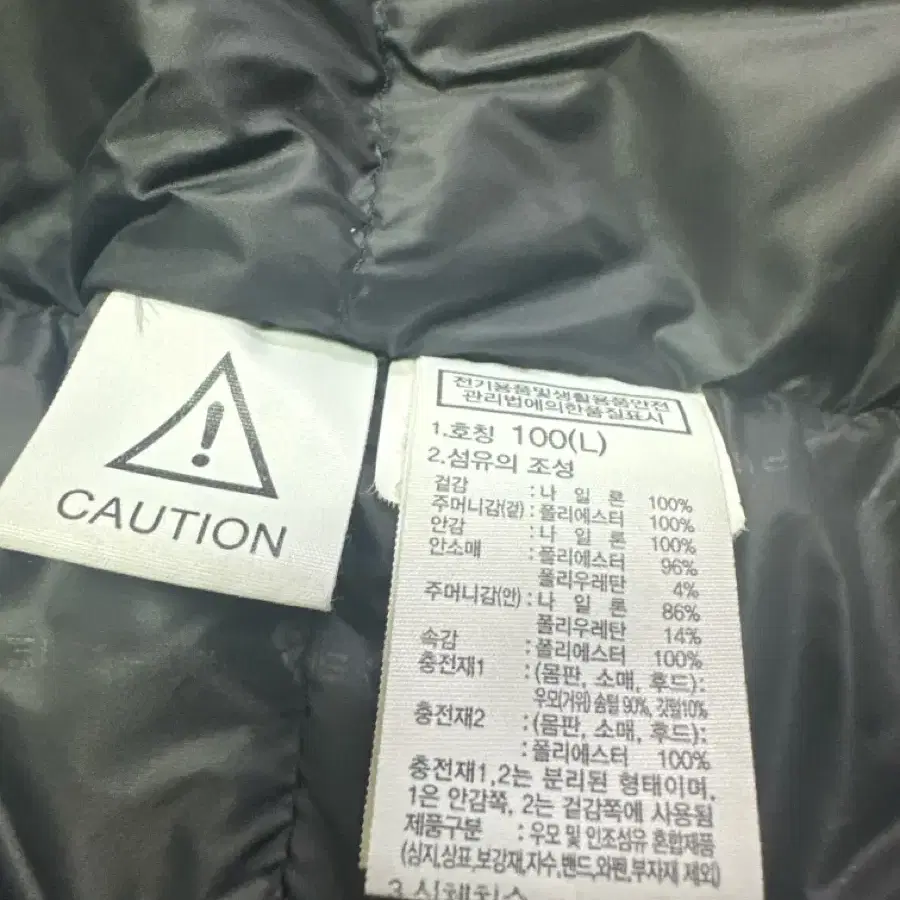 CAUTION
전기용품및생활용품안전
관리법에의한품질표시
1.호칭 100(L)
2.섬유의 조성
겉감 : 나 일 론 100%
주머니감(겉) : 폴리에스터 100%
안감 : 나 일 론 100%
안소매 : 폴리에스터 96%
폴리우레탄 4%
주머니감(안) : 나 일 론 86%
폴리우레탄 14%
속감 : 폴리에스터 100%
충전재1 : (몸판, 소매, 후드):
우모(거위) 솜털 90%, 깃털10%
충전재2 : (몸판, 소매, 후드):
: 폴리에스터 100%
충전재1,2는 분리된 형태이며,
1은 안감쪽, 2는 겉감쪽에 사용됨
제품구분 : 우모 및 인조섬유 혼합제품
(심지,상표,보강재,자수,밴드,와펜,부자재 제외)
3.신체치수